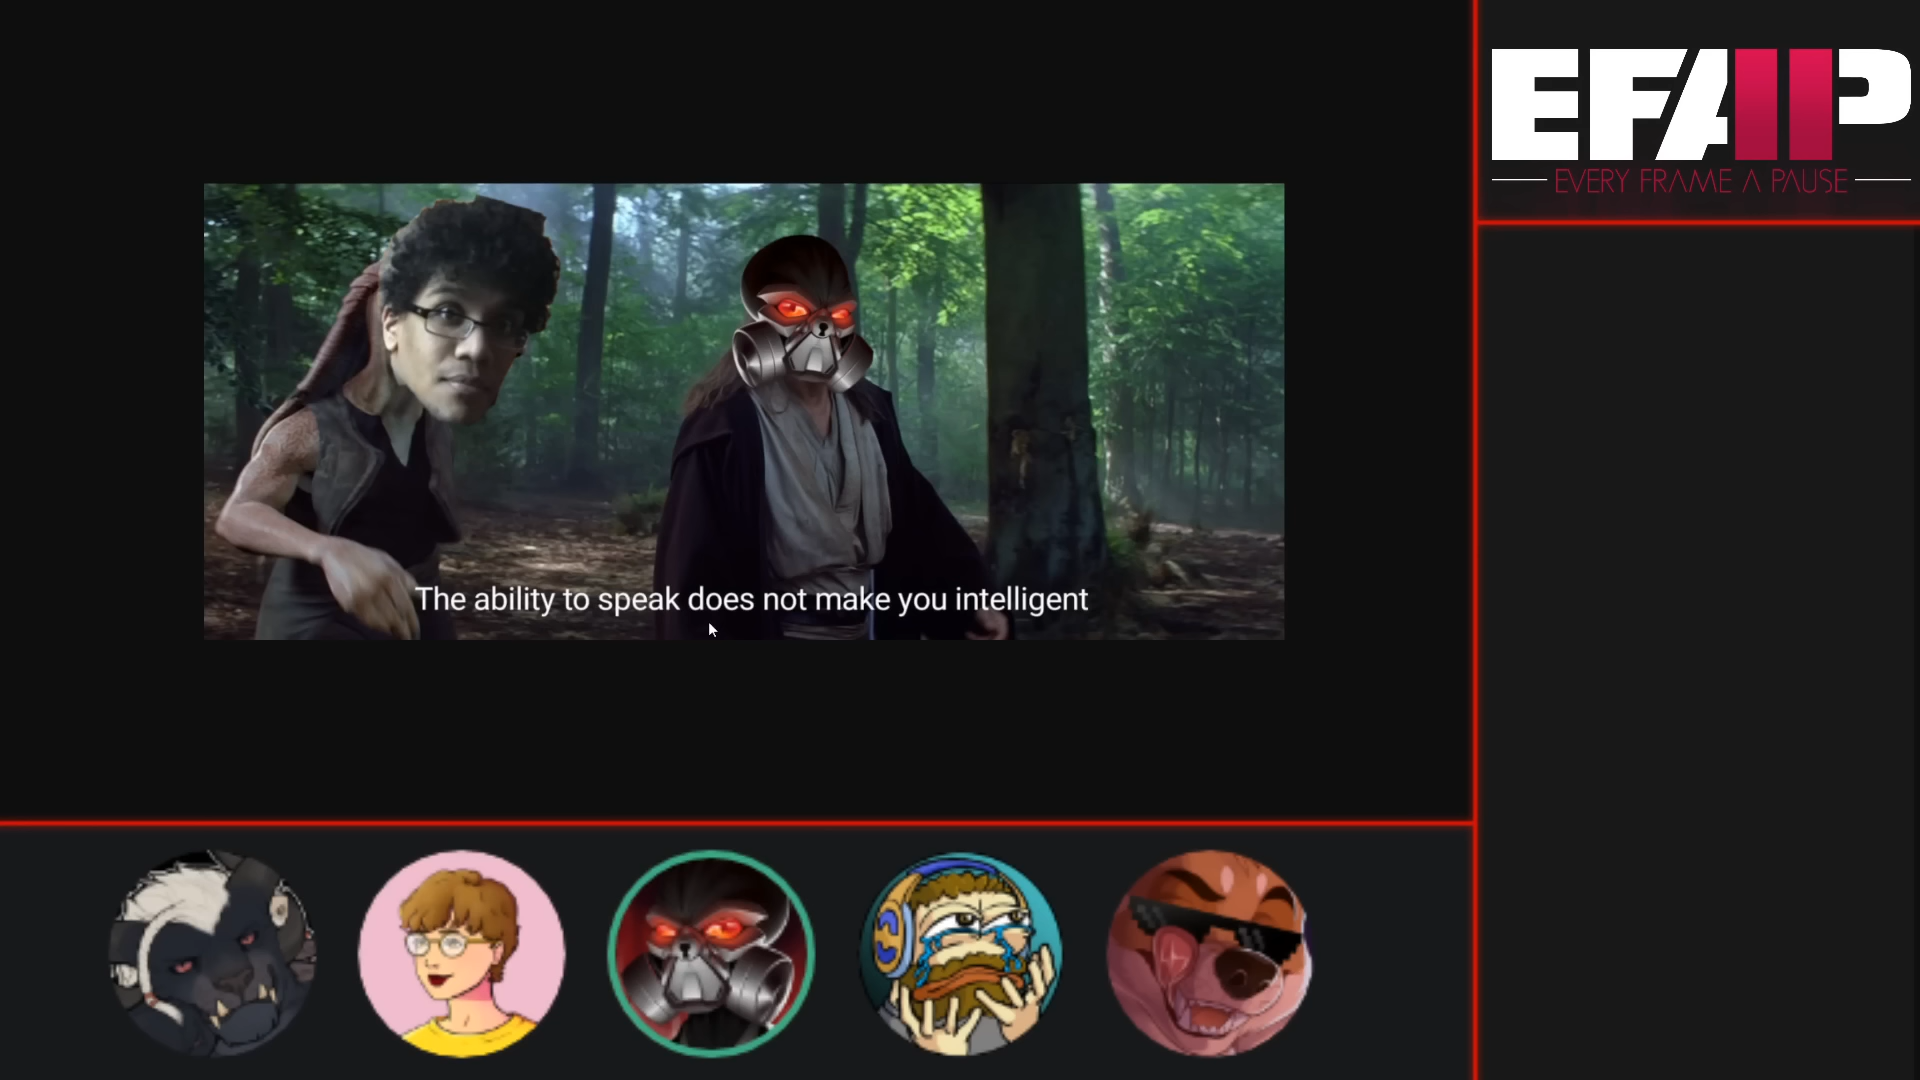 EFAP
EVERY FRAME A PAUSE
The ability to speak does not make you intelligent